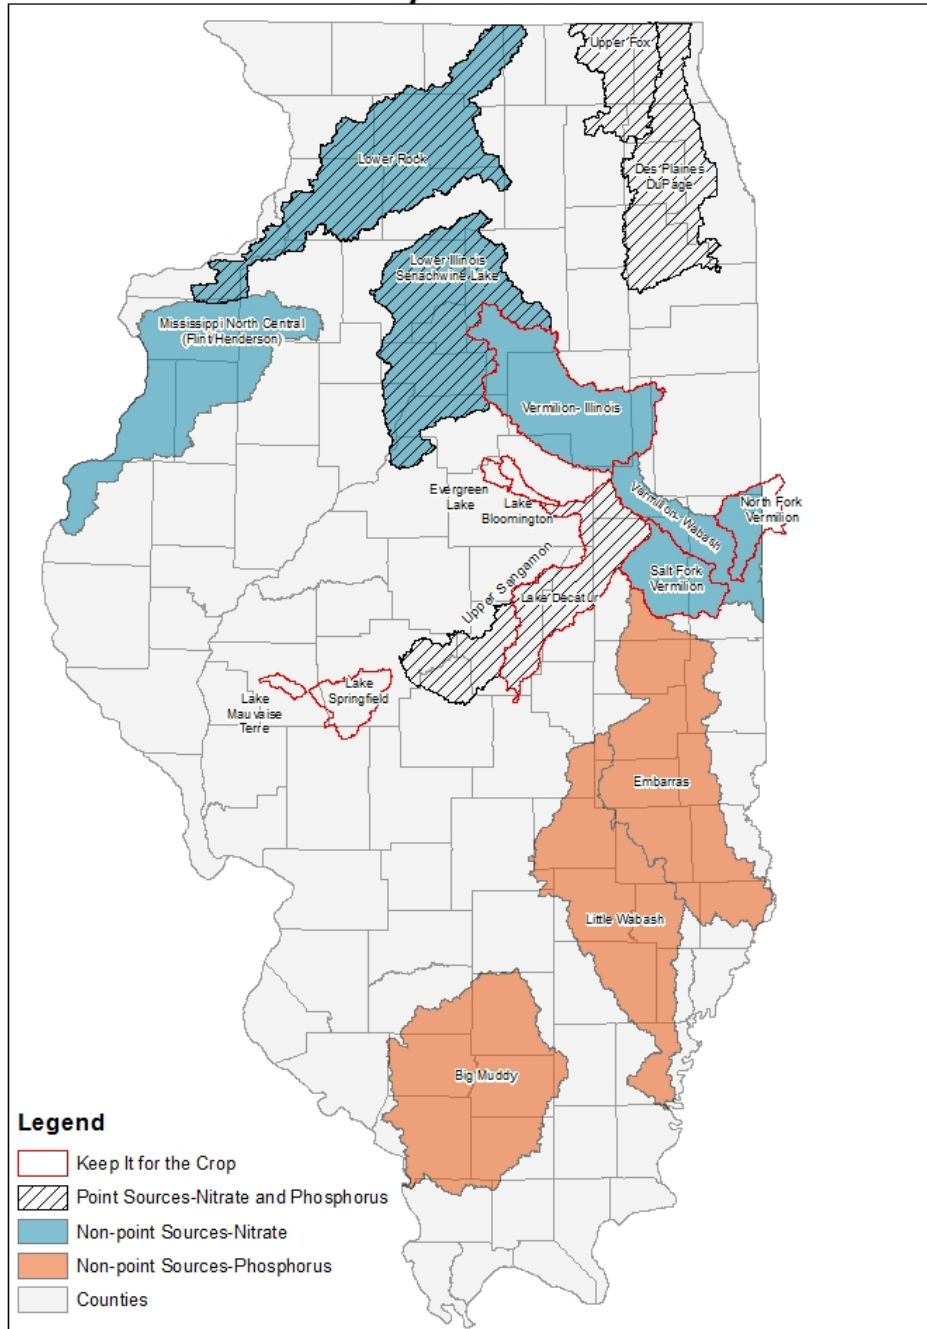 Upper Fox
Lower Rock
Des Plaines
DuPage
Lower Illinois
Senachwine Lake
Mississippi North Central
(Flint/Henderson)
Vermilion- Illinois
Evergreen
Lake
Lake
Bloomington
Vermilion- Wabash
North Fork
Vermilion
Salt Fork
Vermilion
Upper Sangamon
Lake Decatur
Lake
Springfield
Lake
Mauvaise
Terre
Embarras
Little Wabash
Big Muddy
Legend
Keep It for the Crop
Point Sources-Nitrate and Phosphorus
Non-point Sources-Nitrate
Non-point Sources-Phosphorus
Counties